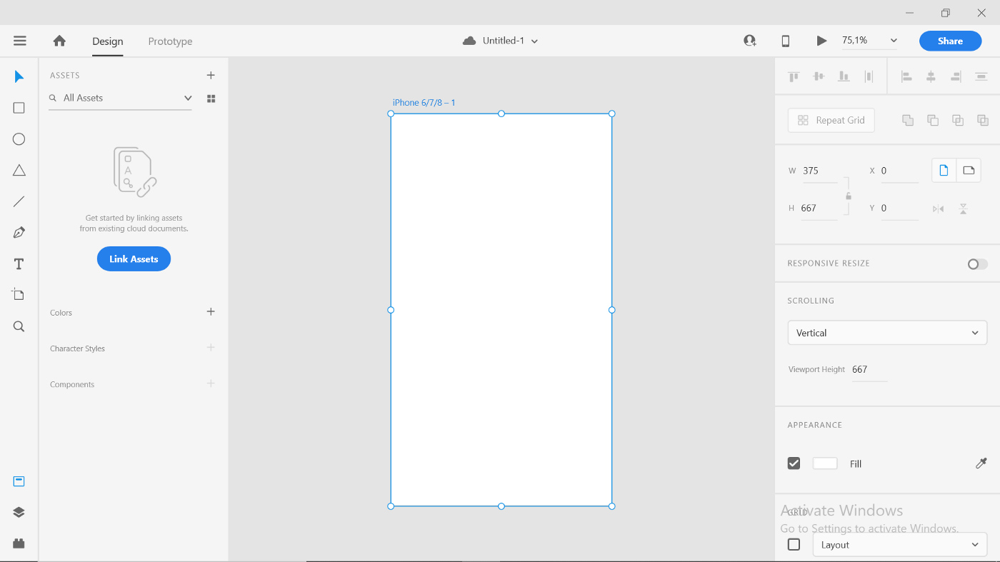 Design
Prototype
Untitled-1
75,1%
Share
ASSETS
All Assets
A
Get started by linking assets
from existing cloud documents.
Link Assets
Colors
Character Styles
Components
iPhone 6/7/8 – 1
Repeat Grid
W 375
X 0
H 667
Y 0
RESPONSIVE RESIZE
SCROLLING
Vertical
Viewport Height 667
APPEARANCE
Fill
GRID
Activate Windows
Go to Settings to activate Windows.
Layout